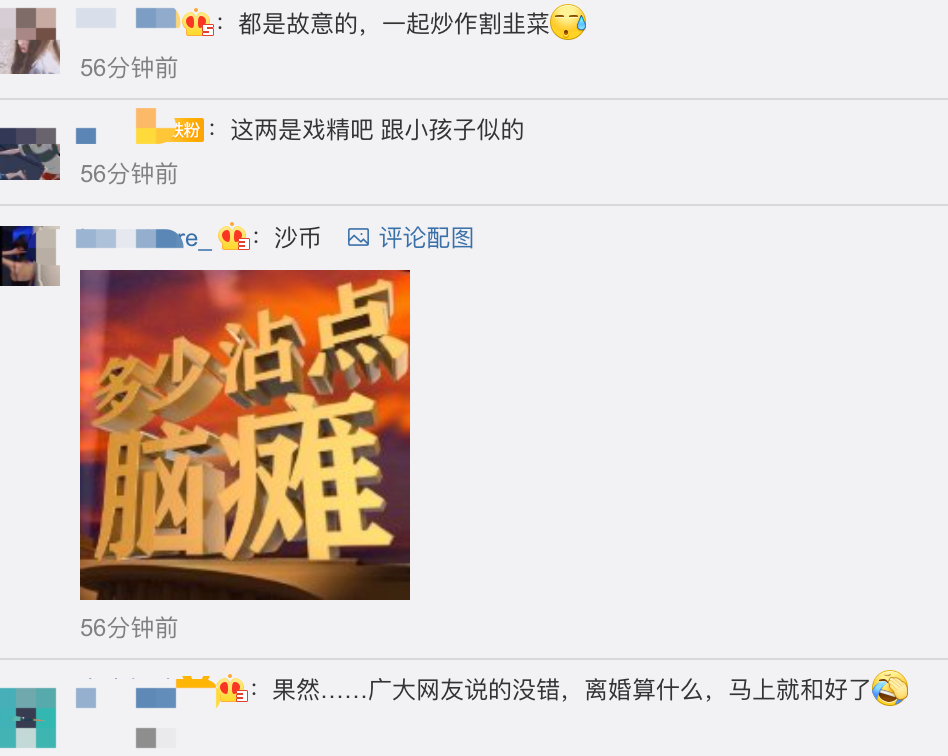 ：都是故意的，一起炒作割韭菜
56分钟前
铁粉：这两是戏精吧 跟小孩子似的
56分钟前
re_：沙币 评论配图
多少沾点
脑瘫
56分钟前
：果然……广大网友说的没错，离婚算什么，马上就和好了